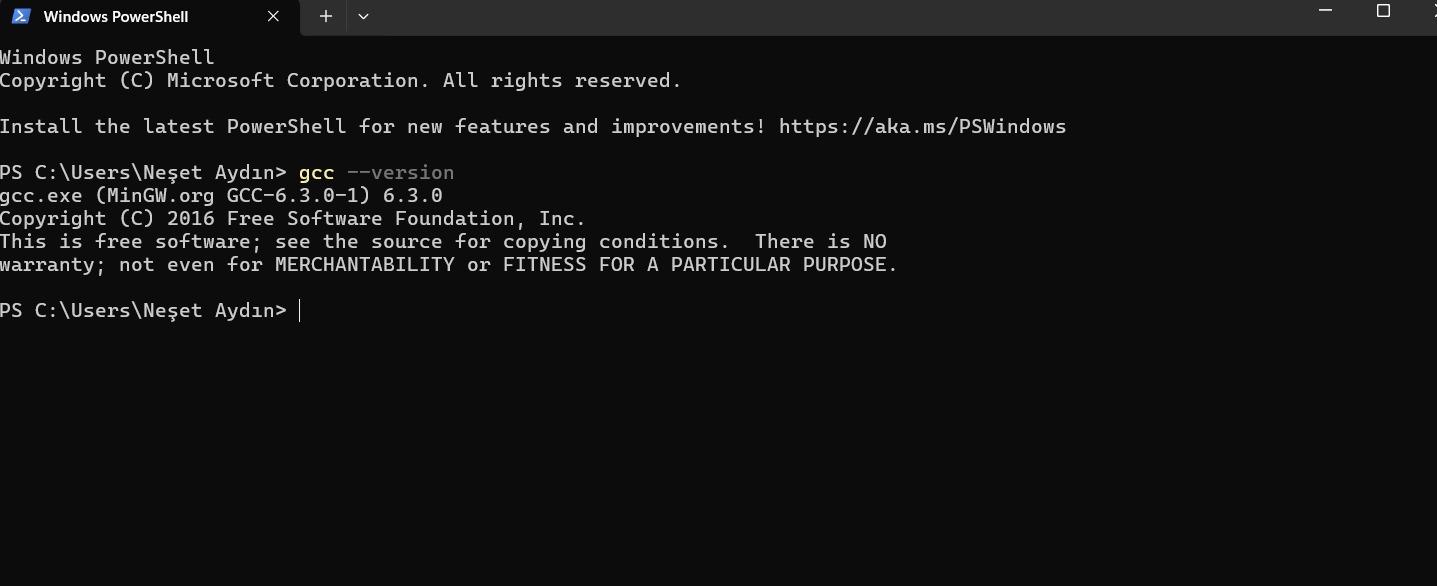 Windows PowerShell
Windows PowerShell
Copyright (C) Microsoft Corporation. All rights reserved.
Install the latest PowerShell for new features and improvements! https://aka.ms/PSWindows
PS C:\Users\Neşet Aydın> gcc --version
gcc.exe (MinGW.org GCC-6.3.0-1) 6.3.0
Copyright (C) 2016 Free Software Foundation, Inc.
This is free software; see the source for copying conditions.  There is NO
warranty; not even for MERCHANTABILITY or FITNESS FOR A PARTICULAR PURPOSE.
PS C:\Users\Neşet Aydın>